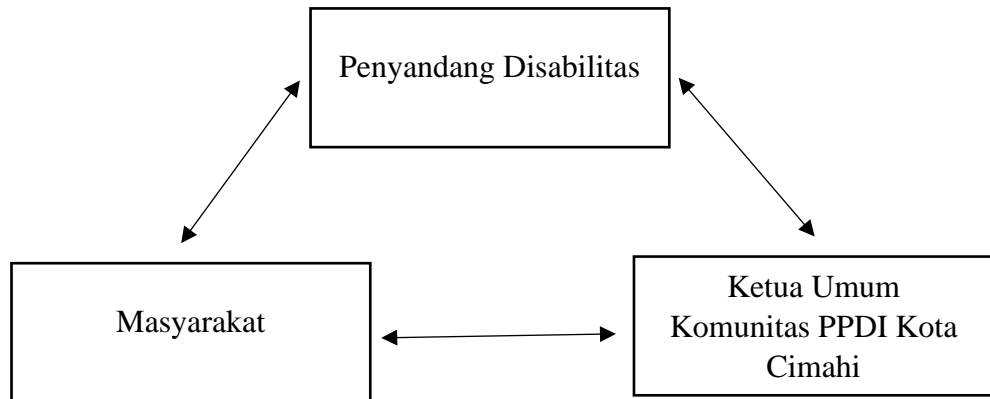 Penyandang Disabilitas
Masyarakat
Ketua Umum
Komunitas PPDI Kota
Cimahi